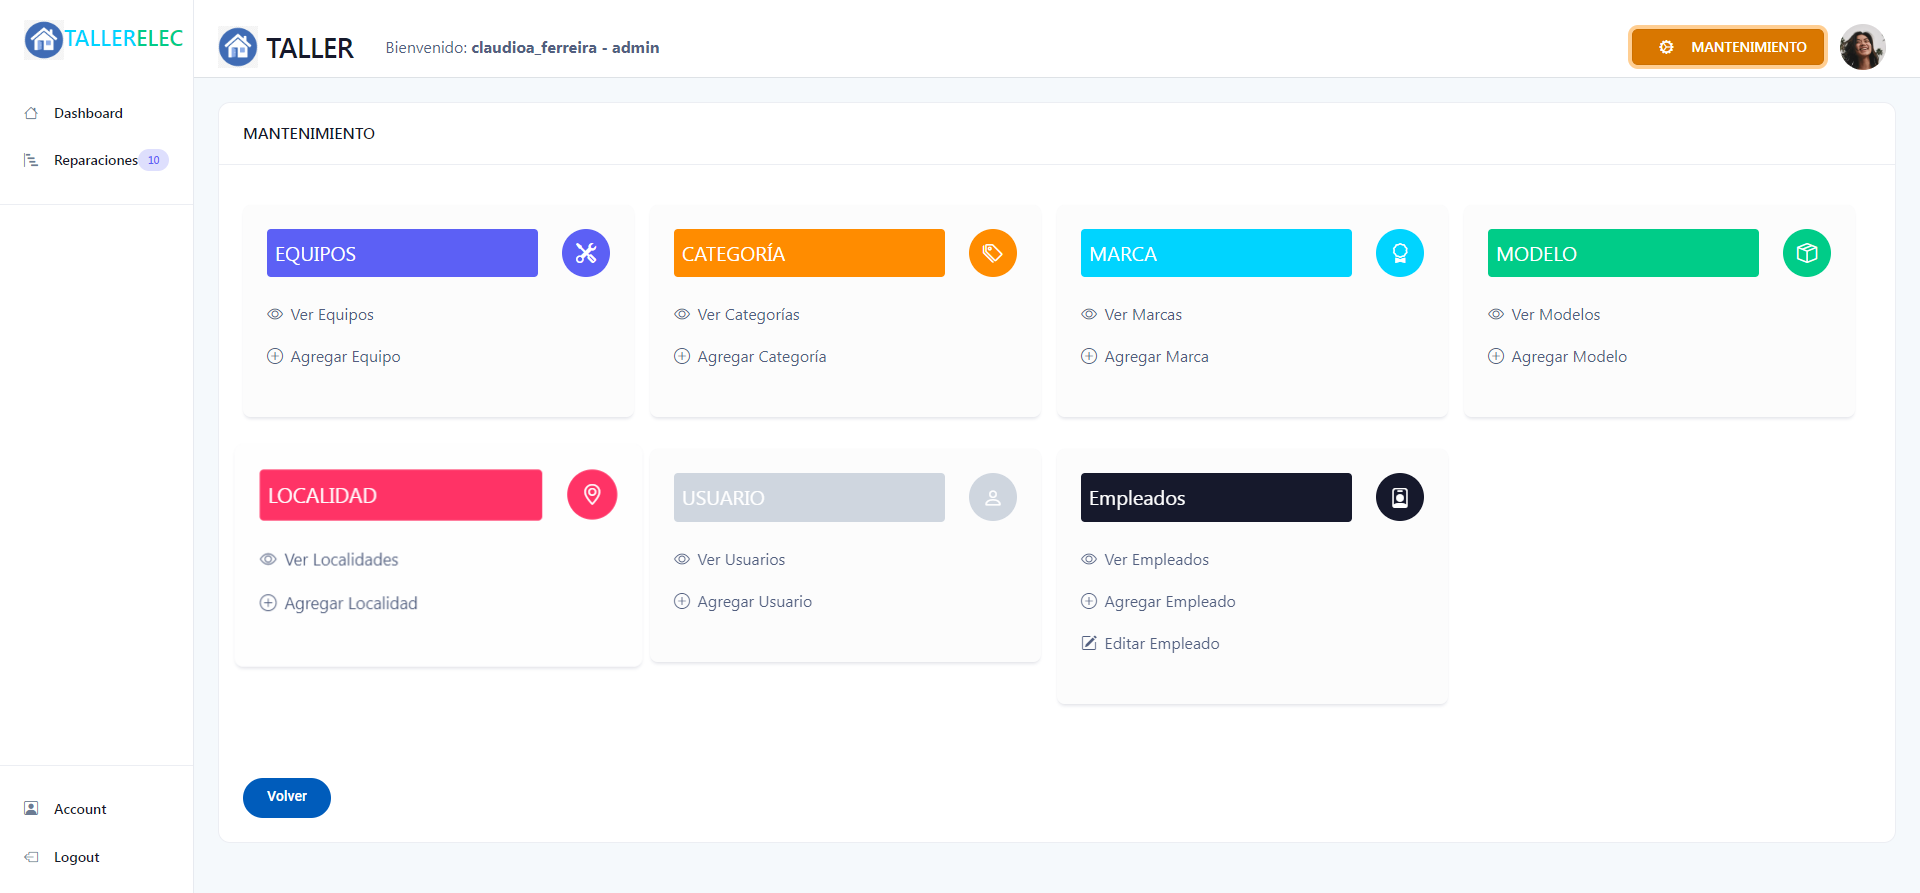 TALLERELEC
Dashboard
Reparaciones 10
Account
Logout
TALLER
Bienvenido: claudioa_ferreira - admin
MANTENIMIENTO
MANTENIMIENTO
EQUIPOS
Ver Equipos
Agregar Equipo
CATEGORÍA
Ver Categorías
Agregar Categoría
MARCA
Ver Marcas
Agregar Marca
MODELO
Ver Modelos
Agregar Modelo
LOCALIDAD
Ver Localidades
Agregar Localidad
USUARIO
Ver Usuarios
Agregar Usuario
Empleados
Ver Empleados
Agregar Empleado
Editar Empleado
Volver